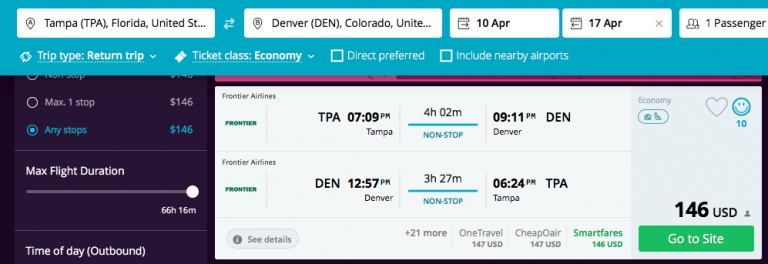 Tampa (TPA), Florida, United St...
Denver (DEN), Colorado, Unite...
10 Apr
17 Apr
1 Passenger
Trip type: Return trip
Ticket class: Economy
Direct preferred
Include nearby airports
Non stop $146
Max. 1 stop $146
Any stops $146
Max Flight Duration
66h 16m
Time of day (Outbound)
Frontier Airlines
FRONTIER
TPA 07:09 PM
Tampa
4h 02m
NON-STOP
09:11 PM DEN
Denver
Frontier Airlines
FRONTIER
DEN 12:57 PM
Denver
3h 27m
NON-STOP
06:24 PM TPA
Tampa
See details
+21 more
OneTravel
147 USD
CheapOair
147 USD
Smartfares
146 USD
Economy
10
146 USD
Go to Site